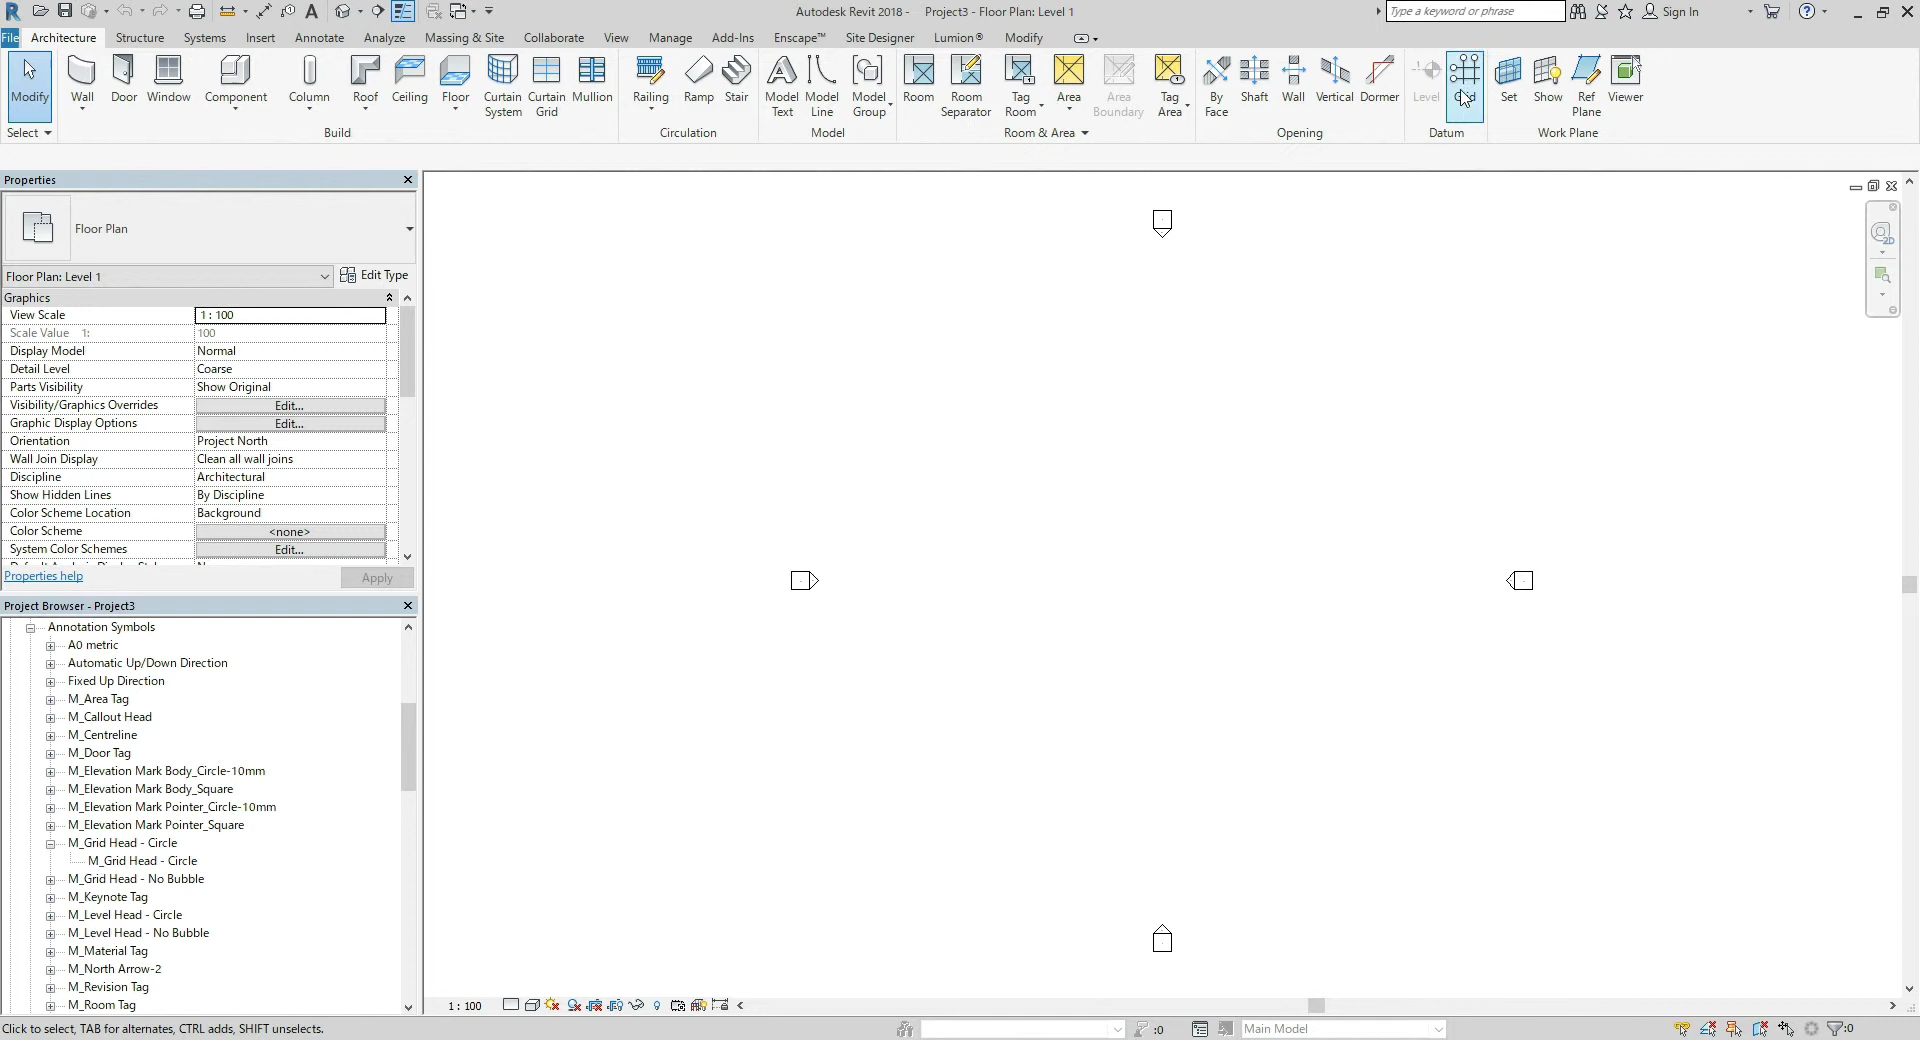 Autodesk Revit 2018 - Project3 - Floor Plan: Level 1
Type a keyword or phrase
Sign In
File Architecture Structure Systems Insert Annotate Analyze Massing & Site Collaborate View Manage Add-Ins Enscape™ Site Designer Lumion® Modify
Modify
Wall
Door
Window
Component
Column
Roof
Ceiling
Floor
Curtain System
Curtain Grid
Mullion
Railing
Ramp
Stair
Model Text
Model Line
Model Group
Room
Room Separator
Tag Room
Area
Area Boundary
Tag Area
By Face
Shaft
Wall
Vertical
Dormer
Level
Set
Show
Ref Plane
Viewer
Select
Build
Circulation
Model
Room & Area
Opening
Datum
Work Plane
Properties
Floor Plan
Floor Plan: Level 1
Edit Type
Graphics
View Scale 1 : 100
Scale Value 1: 100
Display Model Normal
Detail Level Coarse
Parts Visibility Show Original
Visibility/Graphics Overrides Edit...
Graphic Display Options Edit...
Orientation Project North
Wall Join Display Clean all wall joins
Discipline Architectural
Show Hidden Lines By Discipline
Color Scheme Location Background
Color Scheme <none>
System Color Schemes Edit...
Properties help
Apply
Project Browser - Project3
Annotation Symbols
A0 metric
Automatic Up/Down Direction
Fixed Up Direction
M_Area Tag
M_Callout Head
M_Centreline
M_Door Tag
M_Elevation Mark Body_Circle-10mm
M_Elevation Mark Body_Square
M_Elevation Mark Pointer_Circle-10mm
M_Elevation Mark Pointer_Square
M_Grid Head - Circle
M_Grid Head - Circle
M_Grid Head - No Bubble
M_Keynote Tag
M_Level Head - Circle
M_Level Head - No Bubble
M_Material Tag
M_North Arrow-2
M_Revision Tag
M_Room Tag
1 : 100
2D
Click to select, TAB for alternates, CTRL adds, SHIFT unselects.
:0
Main Model
:0